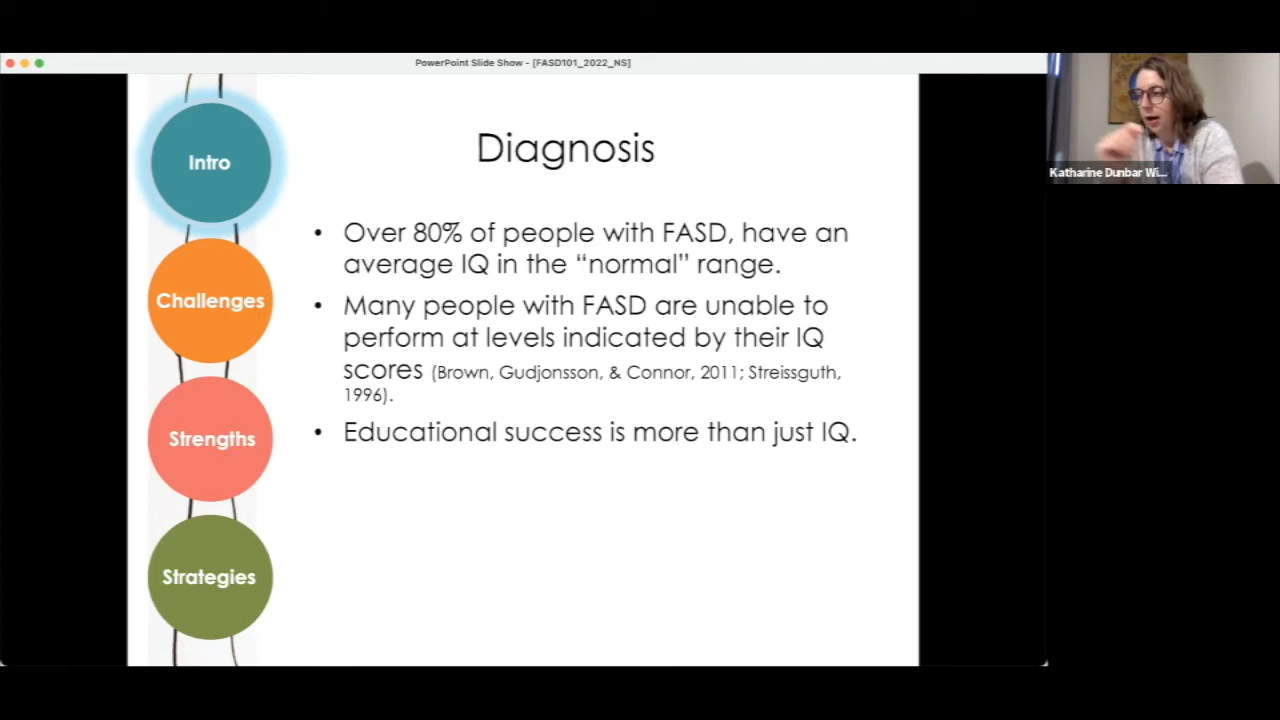 PowerPoint Slide Show - [FASD101_2022_NS]
Katharine Dunbar Wi...
Intro
Challenges
Strengths
Strategies
Diagnosis
• Over 80% of people with FASD, have an
average IQ in the “normal” range.
• Many people with FASD are unable to
perform at levels indicated by their IQ
scores (Brown, Gudjonsson, & Connor, 2011; Streissguth,
1996).
• Educational success is more than just IQ.